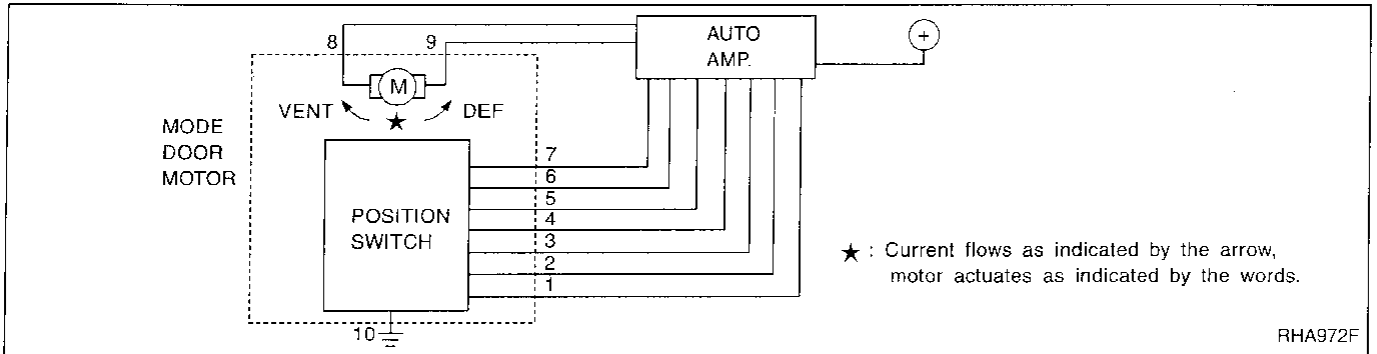 AUTO
AMP.
+
8
9
M
VENT
★
DEF
MODE
DOOR
MOTOR
POSITION
SWITCH
7
6
5
4
3
2
1
★ : Current flows as indicated by the arrow,
motor actuates as indicated by the words.
10
RHA972F